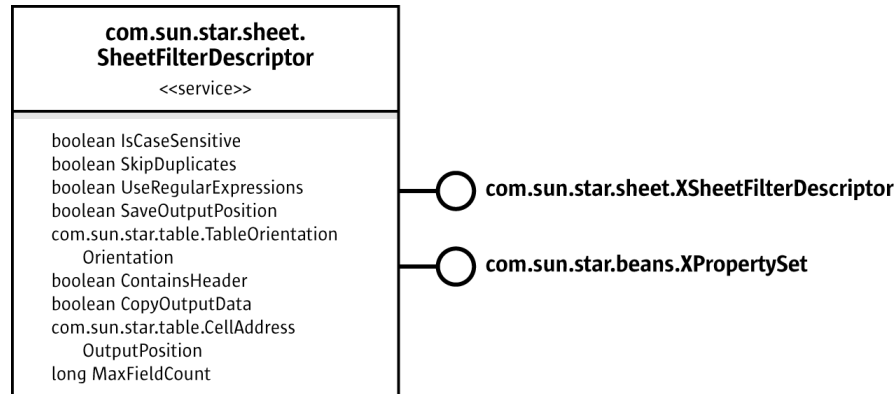 com.sun.star.sheet.
SheetFilterDescriptor
<<service>>
boolean IsCaseSensitive
boolean SkipDuplicates
boolean UseRegularExpressions
boolean SaveOutputPosition
com.sun.star.table.TableOrientation
Orientation
boolean ContainsHeader
boolean CopyOutputData
com.sun.star.table.CellAddress
OutputPosition
long MaxFieldCount
com.sun.star.sheet.XSheetFilterDescriptor
com.sun.star.beans.XPropertySet